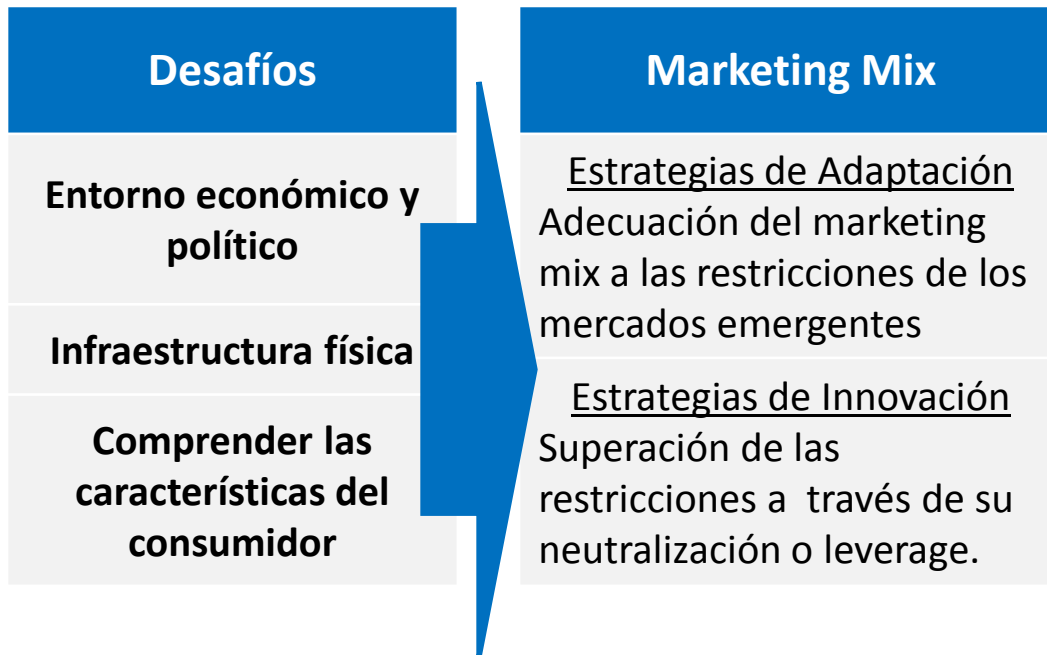 Desafíos
Entorno económico y
político
Infraestructura física
Comprender las
características del
consumidor
Marketing Mix
Estrategias de Adaptación
Adecuación del marketing
mix a las restricciones de los
mercados emergentes
Estrategias de Innovación
Superación de las
restricciones a través de su
neutralización o leverage.